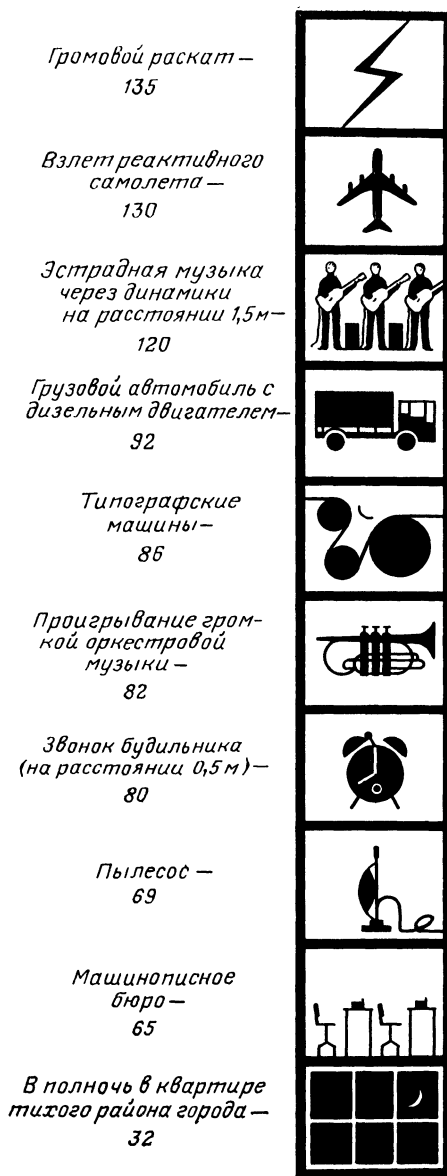 Громовой раскат —
135
Взлет реактивного
самолета —
130
Эстрадная музыка
через динамики
на расстоянии 1,5м—
120
Грузовой автомобиль с
дизельным двигателем—
92
Типографские
машины—
86
Проигрывание гром-
кой оркестровой
музыки —
82
Звонок будильника
(на расстоянии 0,5м)—
80
Пылесос —
69
Машинописное
бюро—
65
В полночь в квартире
тихого района города—
32